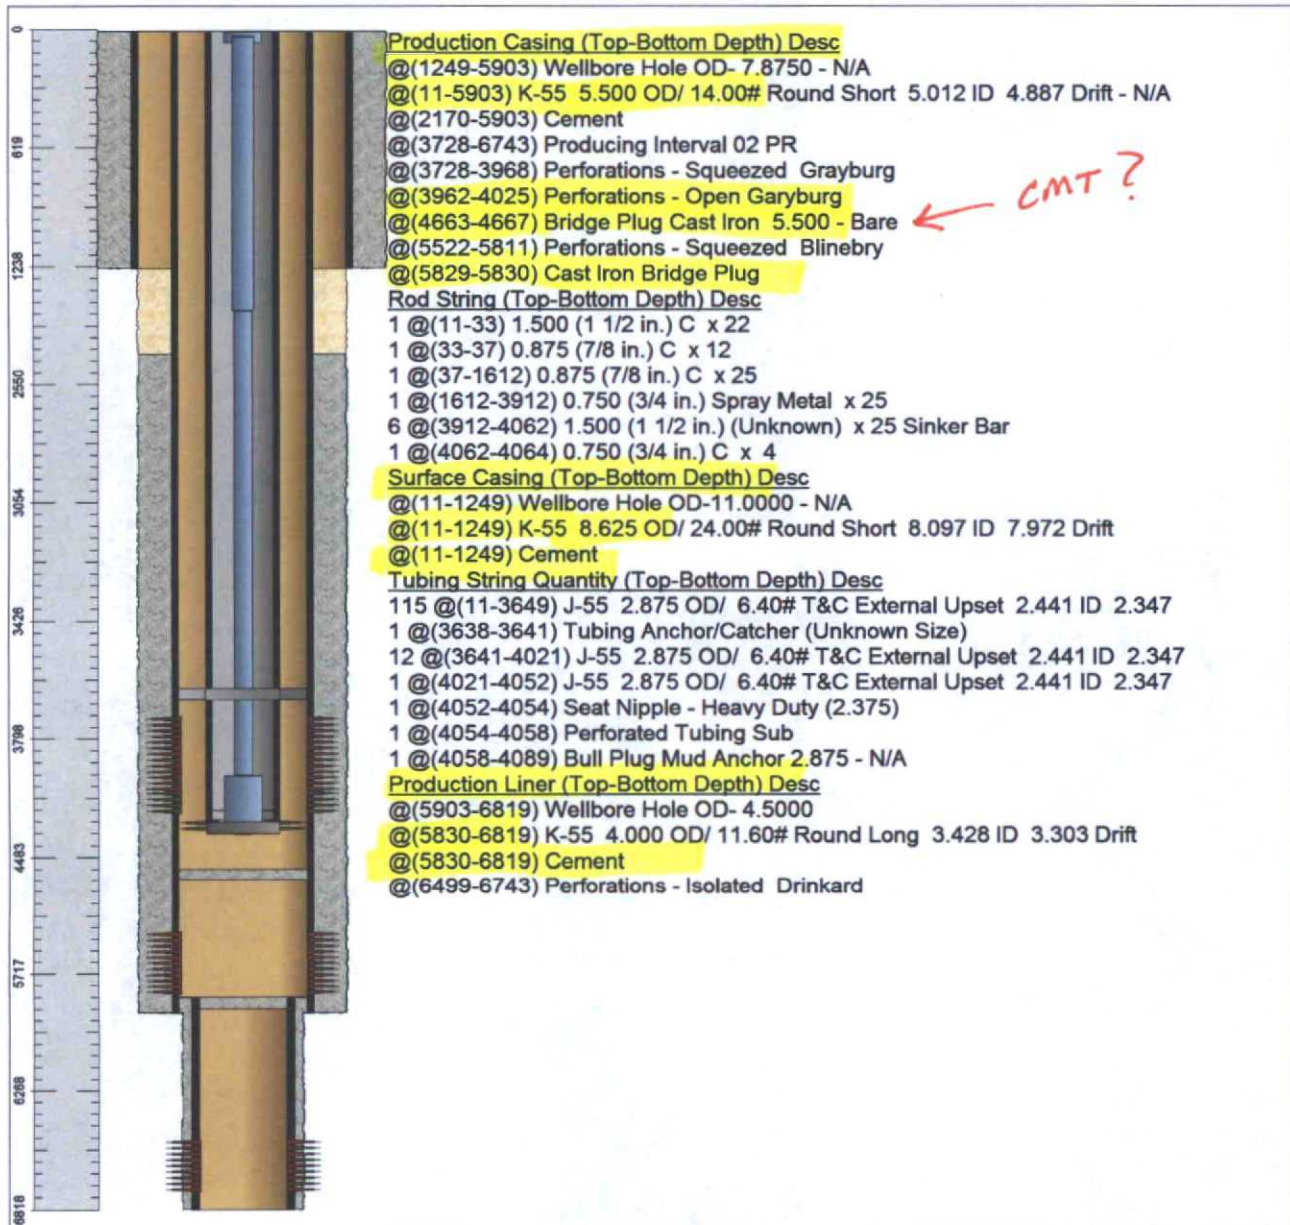 0
619
1238
2550
3054
3426
3798
4483
5717
6268
6818
Production Casing (Top-Bottom Depth) Desc
@(1249-5903) Wellbore Hole OD- 7.8750 - N/A
@(11-5903) K-55 5.500 OD/ 14.00# Round Short 5.012 ID 4.887 Drift - N/A
@(2170-5903) Cement
@(3728-6743) Producing Interval 02 PR
@(3728-3968) Perforations - Squeezed Grayburg
@(3962-4025) Perforations - Open Garyburg
@(4663-4667) Bridge Plug Cast Iron 5.500 - Bare
CMT ?
@(5522-5811) Perforations - Squeezed Blinebry
@(5829-5830) Cast Iron Bridge Plug
Rod String (Top-Bottom Depth) Desc
1 @(11-33) 1.500 (1 1/2 in.) C x 22
1 @(33-37) 0.875 (7/8 in.) C x 12
1 @(37-1612) 0.875 (7/8 in.) C x 25
1 @(1612-3912) 0.750 (3/4 in.) Spray Metal x 25
6 @(3912-4062) 1.500 (1 1/2 in.) (Unknown) x 25 Sinker Bar
1 @(4062-4064) 0.750 (3/4 in.) C x 4
Surface Casing (Top-Bottom Depth) Desc
@(11-1249) Wellbore Hole OD-11.0000 - N/A
@(11-1249) K-55 8.625 OD/ 24.00# Round Short 8.097 ID 7.972 Drift
@(11-1249) Cement
Tubing String Quantity (Top-Bottom Depth) Desc
115 @(11-3649) J-55 2.875 OD/ 6.40# T&C External Upset 2.441 ID 2.347
1 @(3638-3641) Tubing Anchor/Catcher (Unknown Size)
12 @(3641-4021) J-55 2.875 OD/ 6.40# T&C External Upset 2.441 ID 2.347
1 @(4021-4052) J-55 2.875 OD/ 6.40# T&C External Upset 2.441 ID 2.347
1 @(4052-4054) Seat Nipple - Heavy Duty (2.375)
1 @(4054-4058) Perforated Tubing Sub
1 @(4058-4089) Bull Plug Mud Anchor 2.875 - N/A
Production Liner (Top-Bottom Depth) Desc
@(5903-6819) Wellbore Hole OD- 4.5000
@(5830-6819) K-55 4.000 OD/ 11.60# Round Long 3.428 ID 3.303 Drift
@(5830-6819) Cement
@(6499-6743) Perforations - Isolated Drinkard